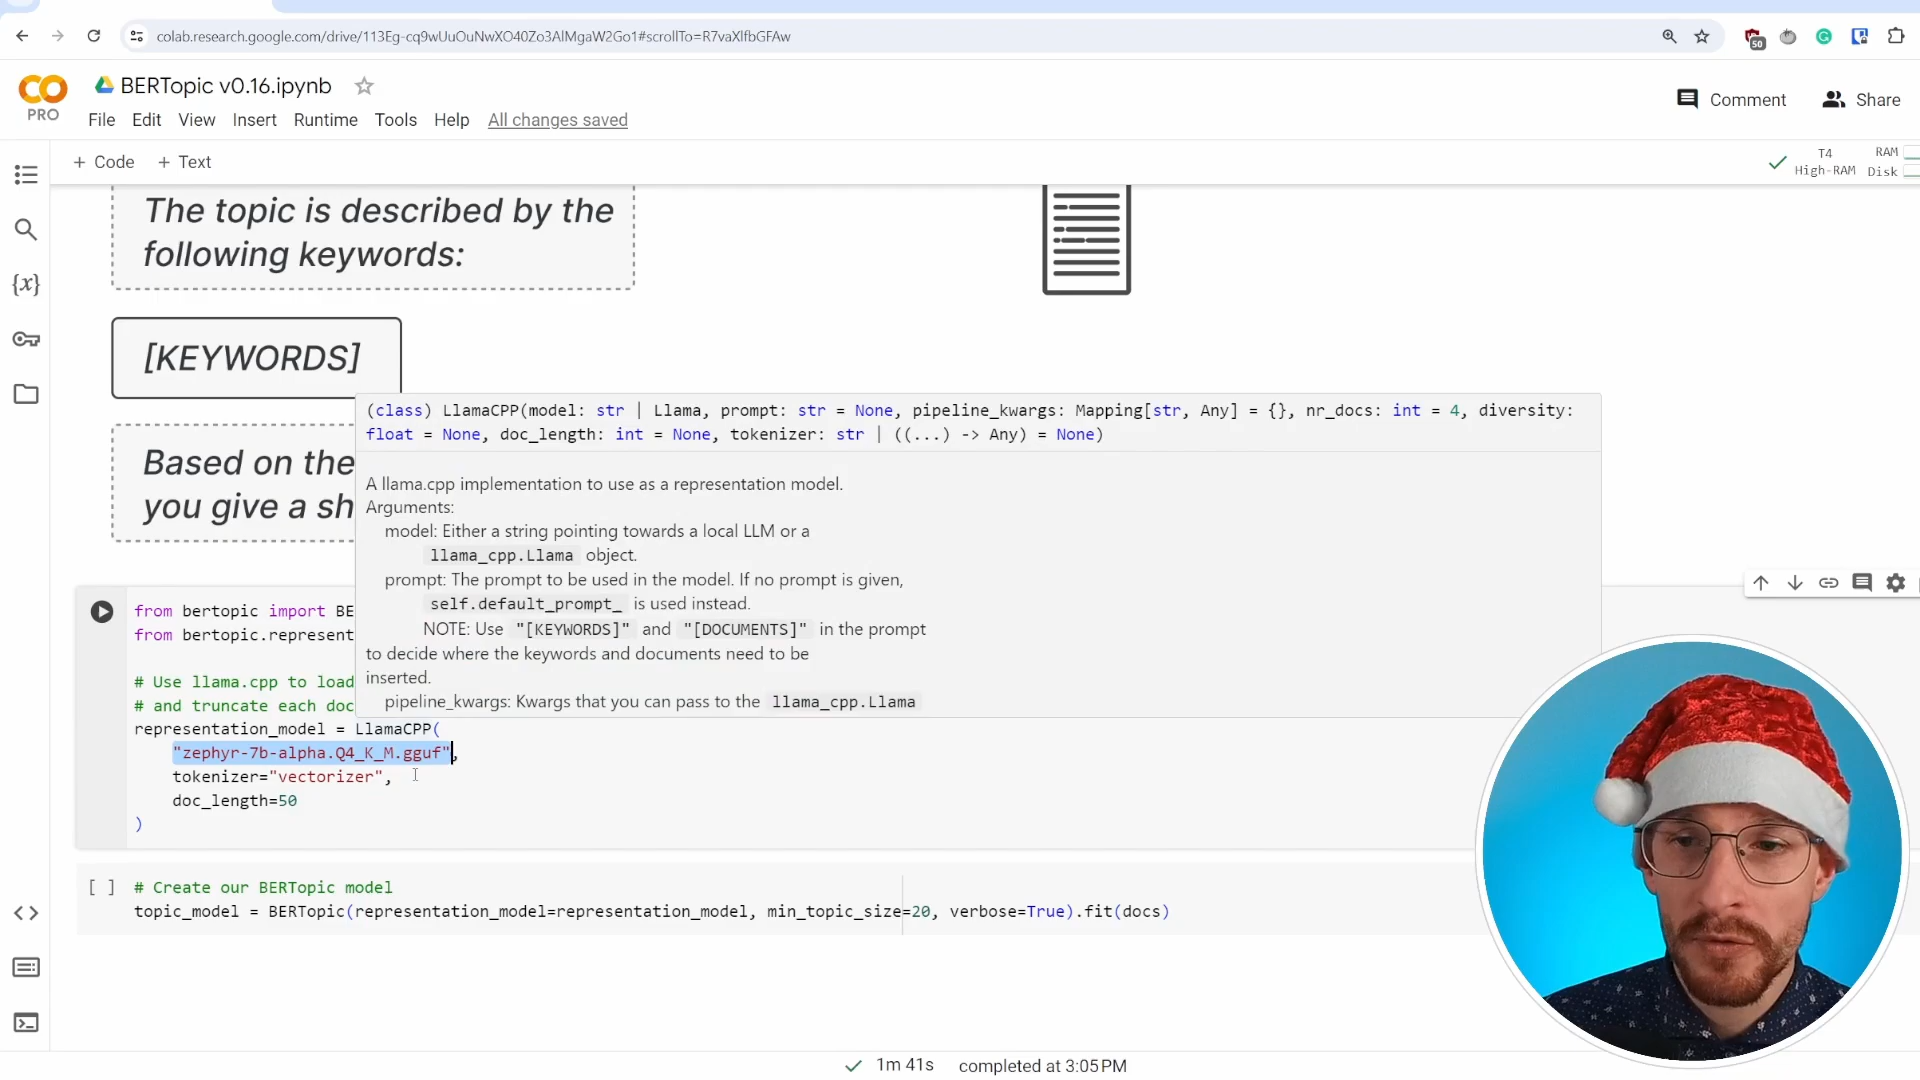 colab.research.google.com/drive/113Eg-cq9wUuOuNwXO40Zo3AlMgaW2Go1#scrollTo=R7vaXlfbGFAw
50
PRO
BERTopic v0.16.ipynb
File Edit View Insert Runtime Tools Help All changes saved
Comment
Share
+ Code + Text
T4
High-RAM
RAM
Disk
{x}
The topic is described by the
following keywords:
[KEYWORDS]
Based on the
you give a sh
(class) LlamaCPP(model: str | Llama, prompt: str = None, pipeline_kwargs: Mapping[str, Any] = {}, nr_docs: int = 4, diversity:
float = None, doc_length: int = None, tokenizer: str | ((...) -> Any) = None)
A llama.cpp implementation to use as a representation model.
Arguments:
model: Either a string pointing towards a local LLM or a
llama_cpp.Llama object.
prompt: The prompt to be used in the model. If no prompt is given,
self.default_prompt_ is used instead.
NOTE: Use "[KEYWORDS]" and "[DOCUMENTS]" in the prompt
to decide where the keywords and documents need to be
inserted.
pipeline_kwargs: Kwargs that you can pass to the llama_cpp.Llama
from bertopic import BE
from bertopic.represent
# Use llama.cpp to load
# and truncate each doc
representation_model = LlamaCPP(
"zephyr-7b-alpha.Q4_K_M.gguf",
tokenizer="vectorizer",
doc_length=50
)
[ ] # Create our BERTopic model
topic_model = BERTopic(representation_model=representation_model, min_topic_size=20, verbose=True).fit(docs)
1m 41s completed at 3:05 PM